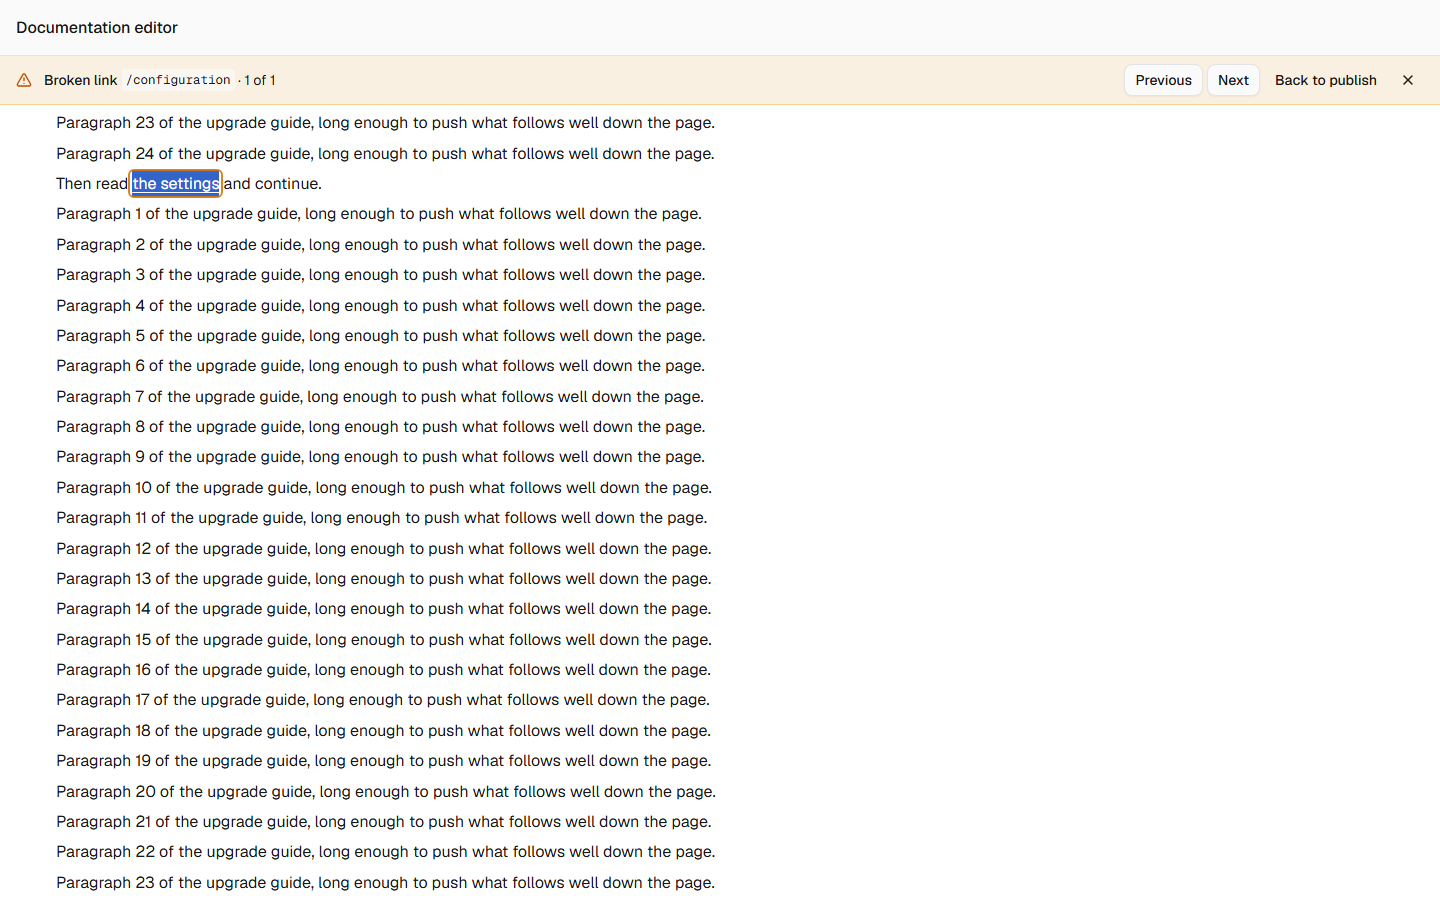 Documentation editor
Broken link /configuration · 1 of 1 Previous Next Back to publish ×
Paragraph 23 of the upgrade guide, long enough to push what follows well down the page.
Paragraph 24 of the upgrade guide, long enough to push what follows well down the page.
Then read the settings and continue.
Paragraph 1 of the upgrade guide, long enough to push what follows well down the page.
Paragraph 2 of the upgrade guide, long enough to push what follows well down the page.
Paragraph 3 of the upgrade guide, long enough to push what follows well down the page.
Paragraph 4 of the upgrade guide, long enough to push what follows well down the page.
Paragraph 5 of the upgrade guide, long enough to push what follows well down the page.
Paragraph 6 of the upgrade guide, long enough to push what follows well down the page.
Paragraph 7 of the upgrade guide, long enough to push what follows well down the page.
Paragraph 8 of the upgrade guide, long enough to push what follows well down the page.
Paragraph 9 of the upgrade guide, long enough to push what follows well down the page.
Paragraph 10 of the upgrade guide, long enough to push what follows well down the page.
Paragraph 11 of the upgrade guide, long enough to push what follows well down the page.
Paragraph 12 of the upgrade guide, long enough to push what follows well down the page.
Paragraph 13 of the upgrade guide, long enough to push what follows well down the page.
Paragraph 14 of the upgrade guide, long enough to push what follows well down the page.
Paragraph 15 of the upgrade guide, long enough to push what follows well down the page.
Paragraph 16 of the upgrade guide, long enough to push what follows well down the page.
Paragraph 17 of the upgrade guide, long enough to push what follows well down the page.
Paragraph 18 of the upgrade guide, long enough to push what follows well down the page.
Paragraph 19 of the upgrade guide, long enough to push what follows well down the page.
Paragraph 20 of the upgrade guide, long enough to push what follows well down the page.
Paragraph 21 of the upgrade guide, long enough to push what follows well down the page.
Paragraph 22 of the upgrade guide, long enough to push what follows well down the page.
Paragraph 23 of the upgrade guide, long enough to push what follows well down the page.